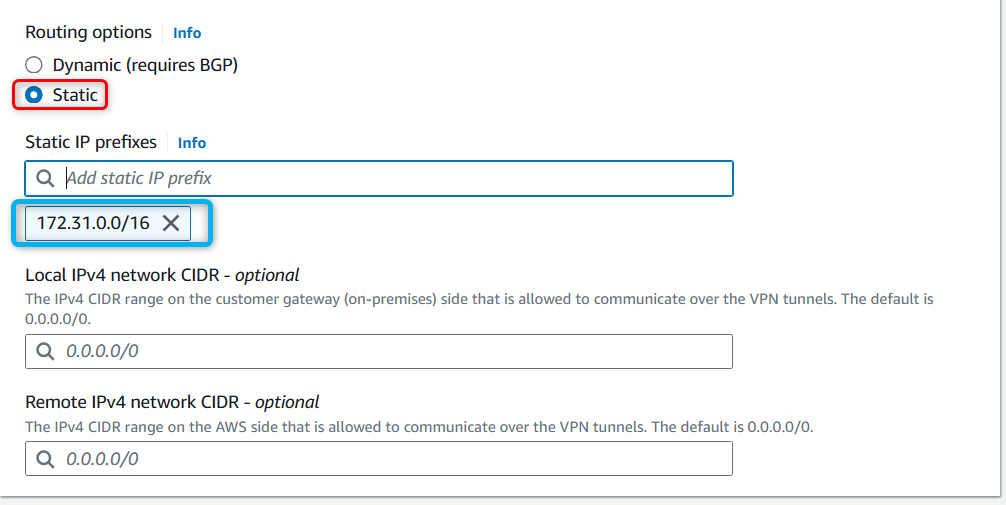 Routing options Info
Dynamic (requires BGP)
Static
Static IP prefixes Info
Add static IP prefix
172.31.0.0/16
Local IPv4 network CIDR - optional
The IPv4 CIDR range on the customer gateway (on-premises) side that is allowed to communicate over the VPN tunnels. The default is
0.0.0.0/0.
0.0.0.0/0
Remote IPv4 network CIDR - optional
The IPv4 CIDR range on the AWS side that is allowed to communicate over the VPN tunnels. The default is 0.0.0.0/0.
0.0.0.0/0